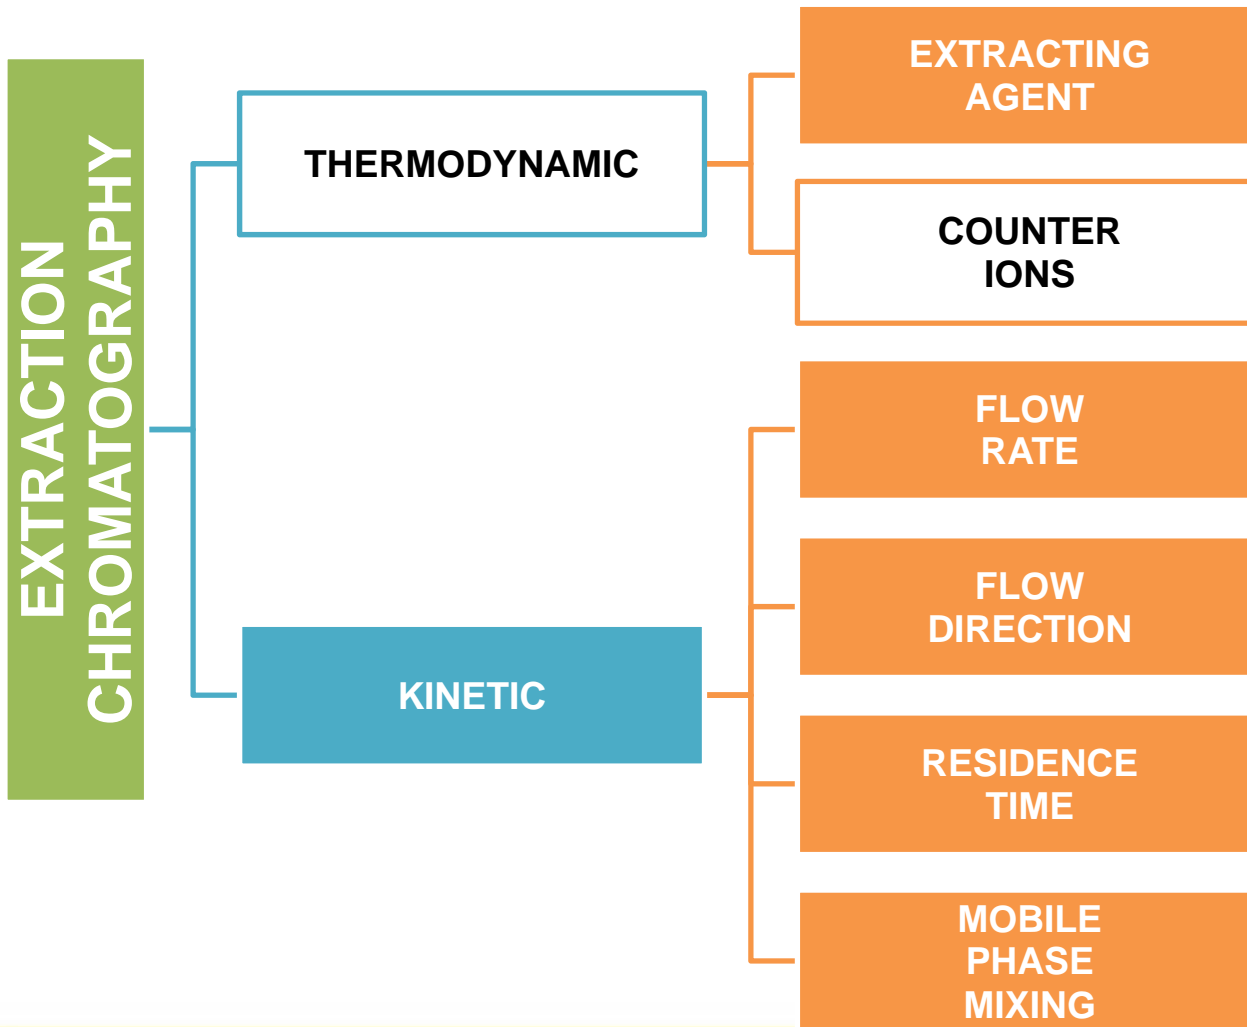 EXTRACTION
CHROMATOGRAPHY
THERMODYNAMIC
EXTRACTING
AGENT
COUNTER
IONS
KINETIC
FLOW
RATE
FLOW
DIRECTION
RESIDENCE
TIME
MOBILE
PHASE
MIXING